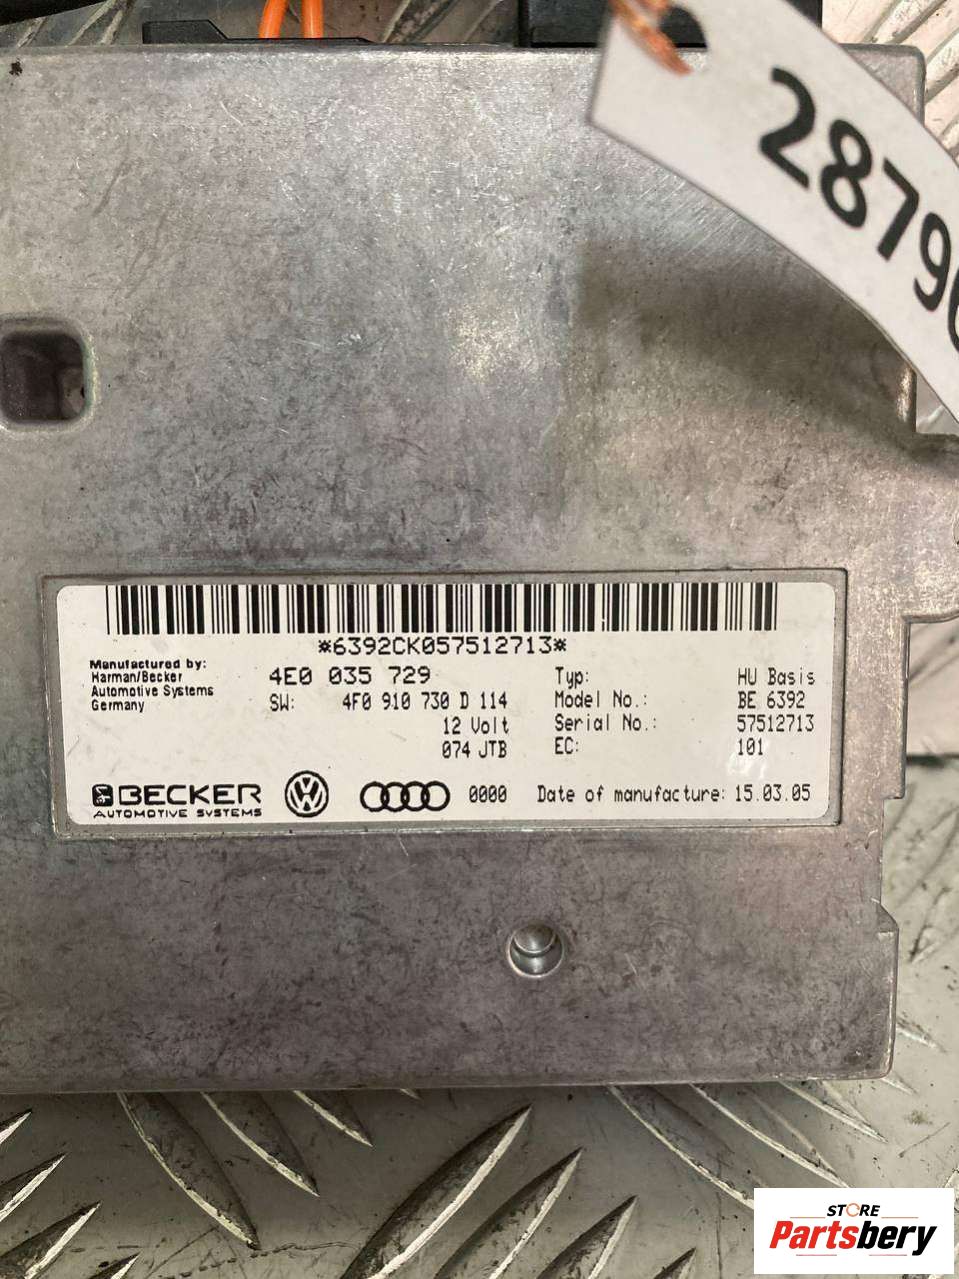 2879
*6392CK057512713*
Manufactured by:
Harman/Becker
Automotive Systems
Germany
4E0 035 729
SW: 4F0 910 730 D 114
12 Volt
074 JTB
Typ: HU Basis
Model No.: BE 6392
Serial No.: 57512713
EC: 101
BECKER
AUTOMOTIVE SYSTEMS
0000 Date of manufacture: 15.03.05
STORE
Partsbery